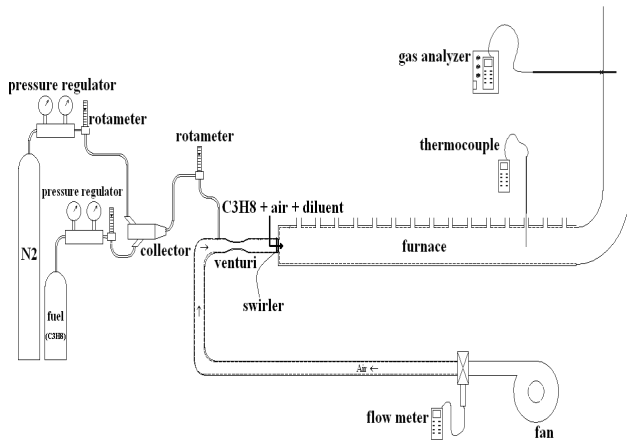 gas analyzer
pressure regulator
rotameter
rotameter
thermocouple
pressure regulator
C3H8 + air + diluent
N2
collector
venturi
furnace
swirler
fuel
(C3H8)
Air ←
flow meter
fan